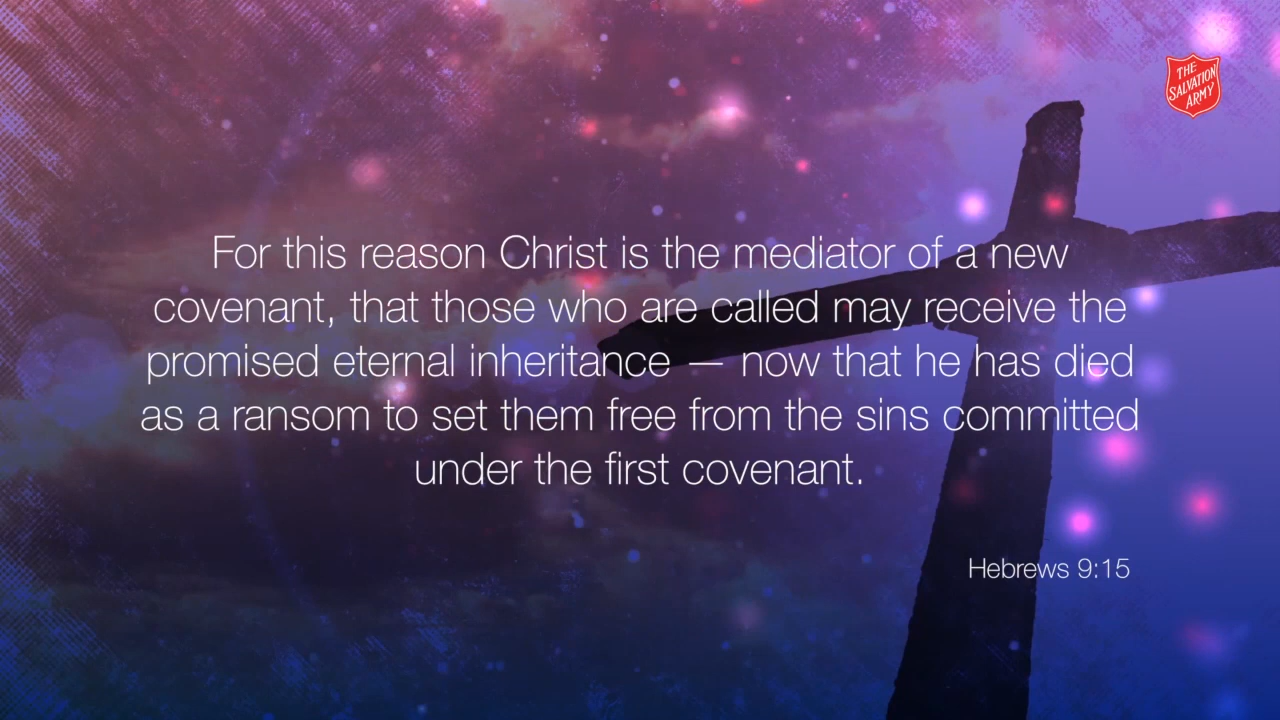 THE
SALVATION
ARMY
For this reason Christ is the mediator of a new
covenant, that those who are called may receive the
promised eternal inheritance — now that he has died
as a ransom to set them free from the sins committed
under the first covenant.
Hebrews 9:15